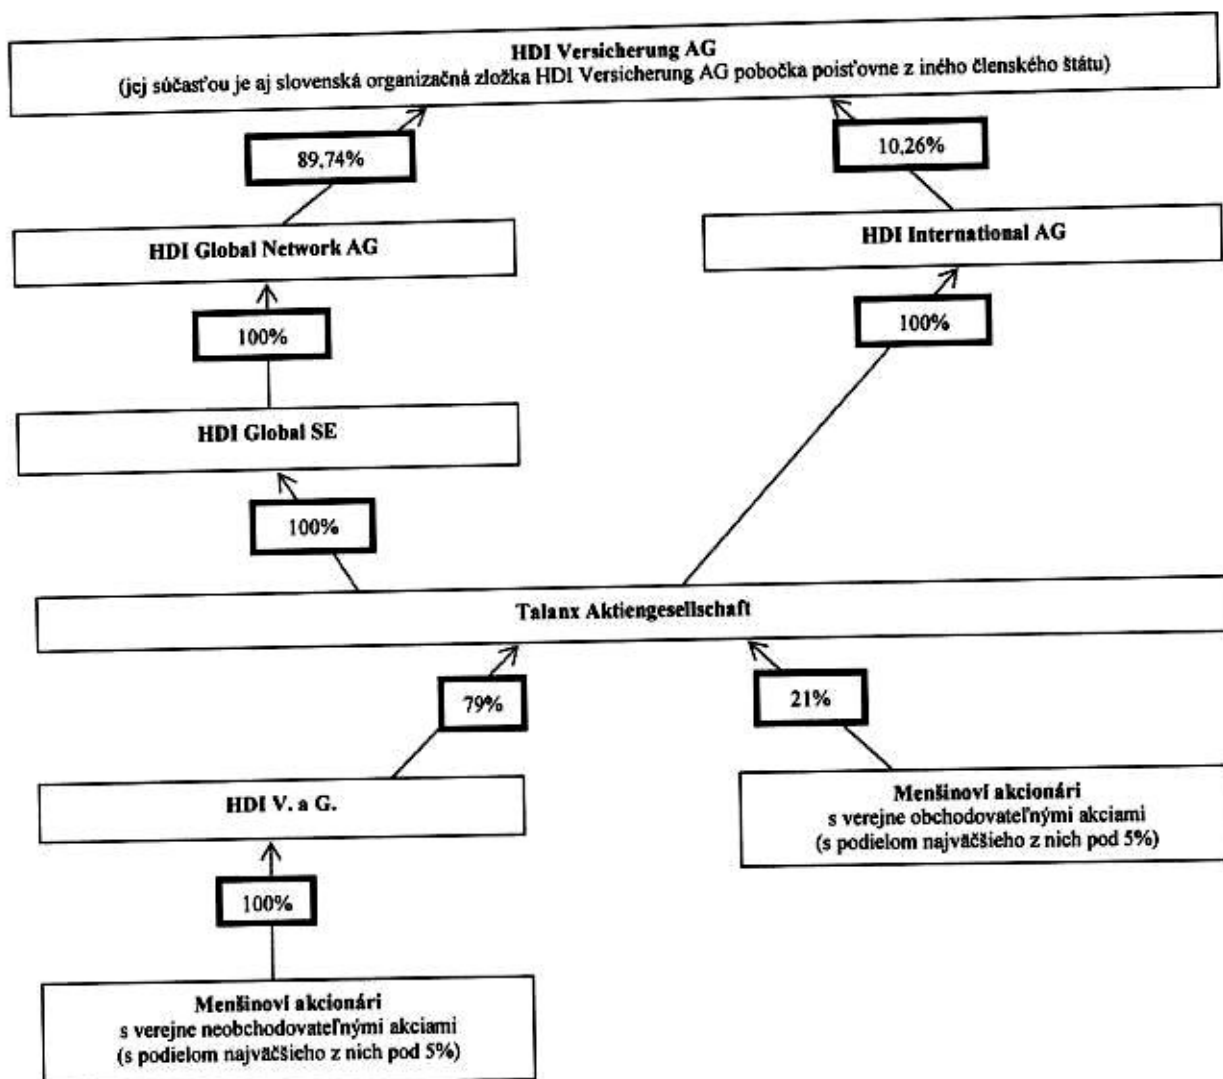 HDI Versicherung AG
(jej súčasťou je aj slovenská organizačná zložka HDI Versicherung AG pobočka poisťovne z iného členského štátu)
89,74%
10,26%
HDI Global Network AG
HDI International AG
100%
100%
HDI Global SE
100%
Talanx Aktiengesellschaft
79%
21%
HDI V. a G.
Menšinoví akcionári
s verejne obchodovateľnými akciami
(s podielom najväčšieho z nich pod 5%)
100%
Menšinoví akcionári
s verejne neobchodovateľnými akciami
(s podielom najväčšieho z nich pod 5%)